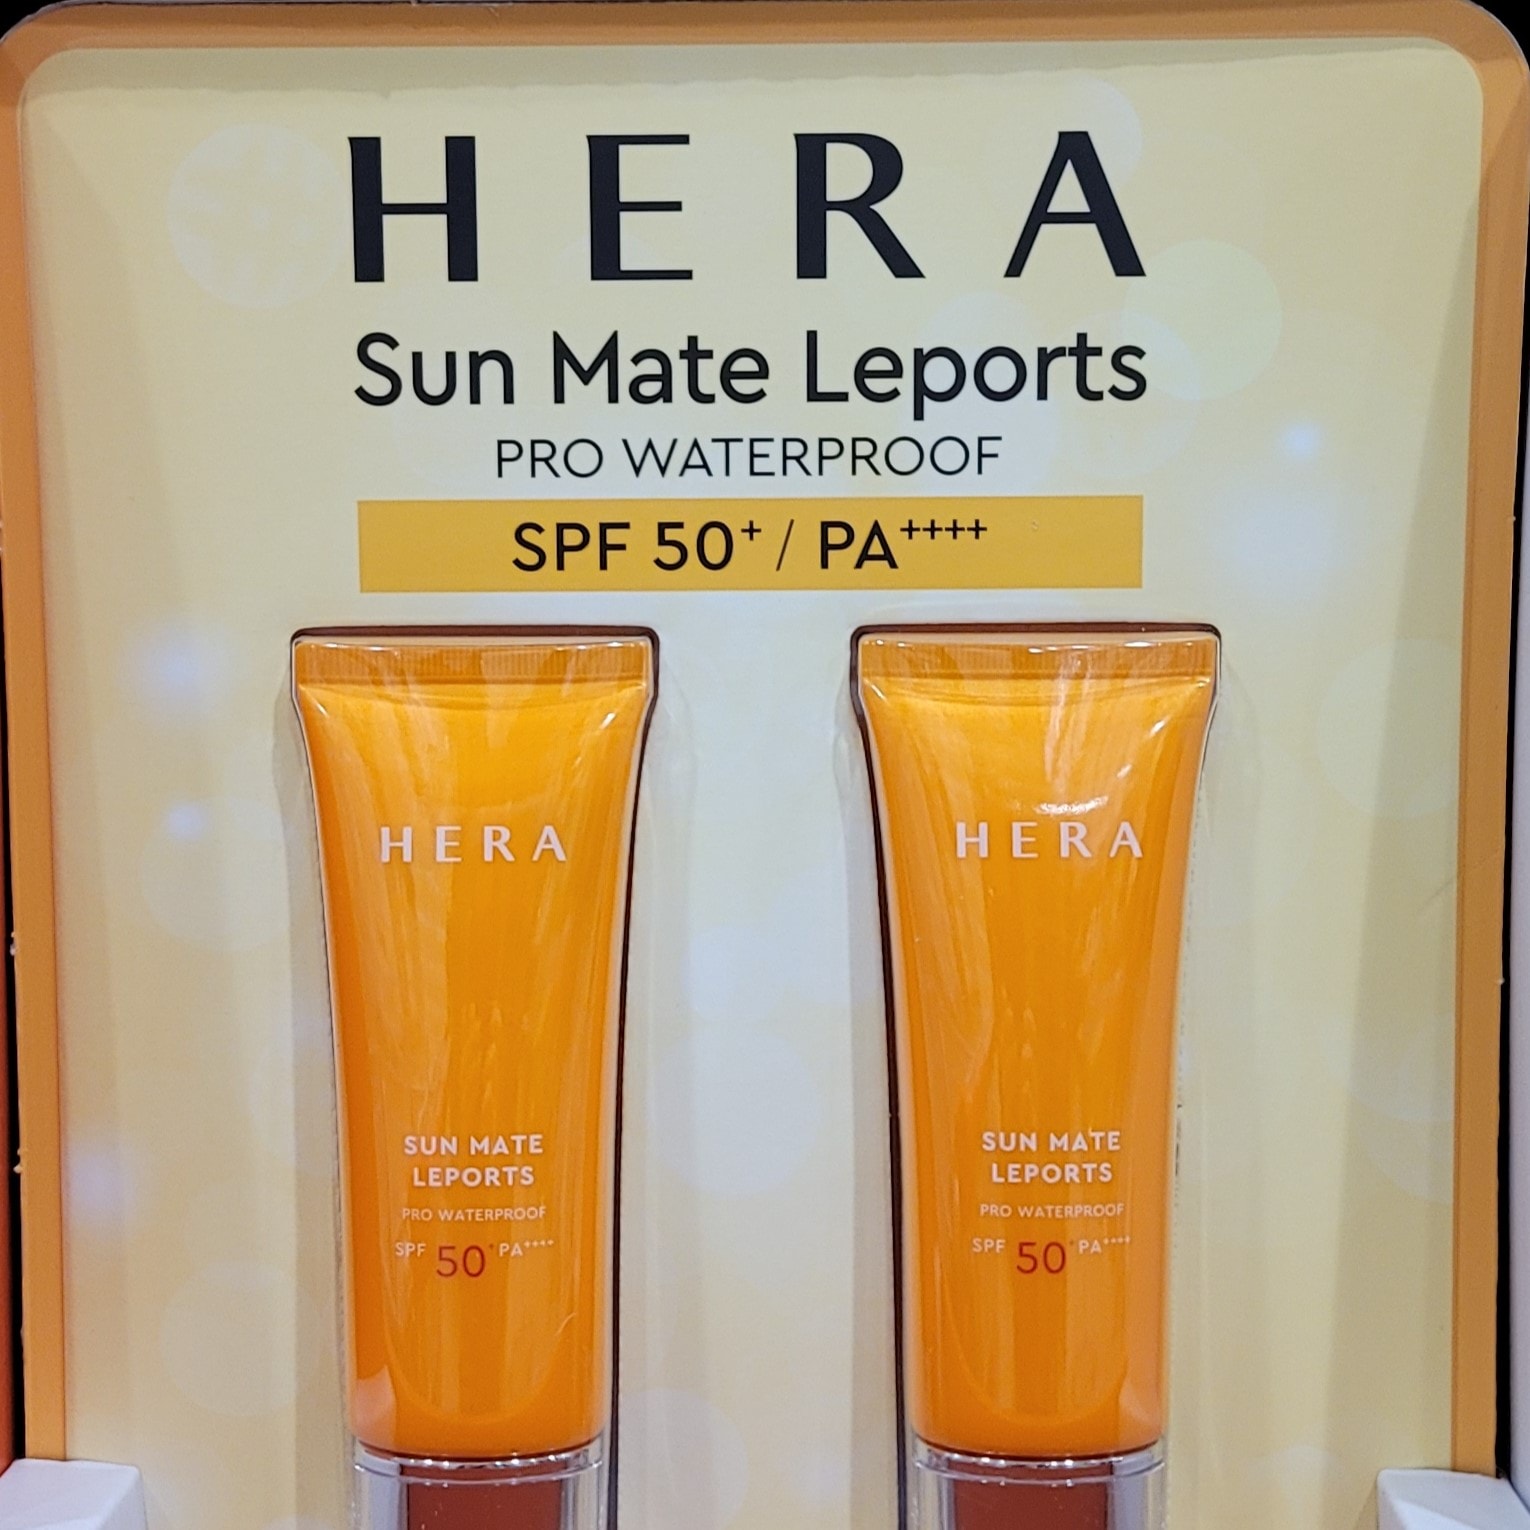 HERA
Sun Mate Leports
PRO WATERPROOF
SPF 50+ / PA++++
HERA
SUN MATE
LEPORTS
PRO WATERPROOF
SPF 50+ PA++++
HERA
SUN MATE
LEPORTS
PRO WATERPROOF
SPF 50+ PA++++